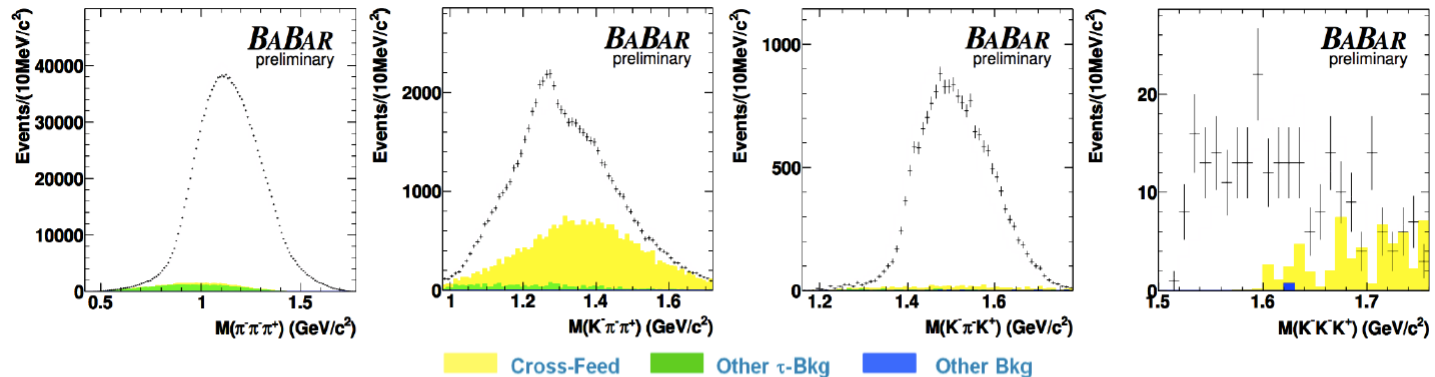 Events/(10MeV/c²)
40000
30000
20000
10000
0
0.5
1
1.5
M(π⁻π⁻π⁺) (GeV/c²)
BABAR
preliminary
Events/(10MeV/c²)
2000
1000
0
1
1.2
1.4
1.6
M(K⁻π⁻π⁺) (GeV/c²)
BABAR
preliminary
Events/(10MeV/c²)
1000
500
0
1.2
1.4
1.6
M(K⁻π⁻K⁺) (GeV/c²)
BABAR
preliminary
Events/(10MeV/c²)
20
10
0
1.5
1.6
1.7
M(K⁻K⁻K⁺) (GeV/c²)
BABAR
preliminary
Cross-Feed
Other τ-Bkg
Other Bkg